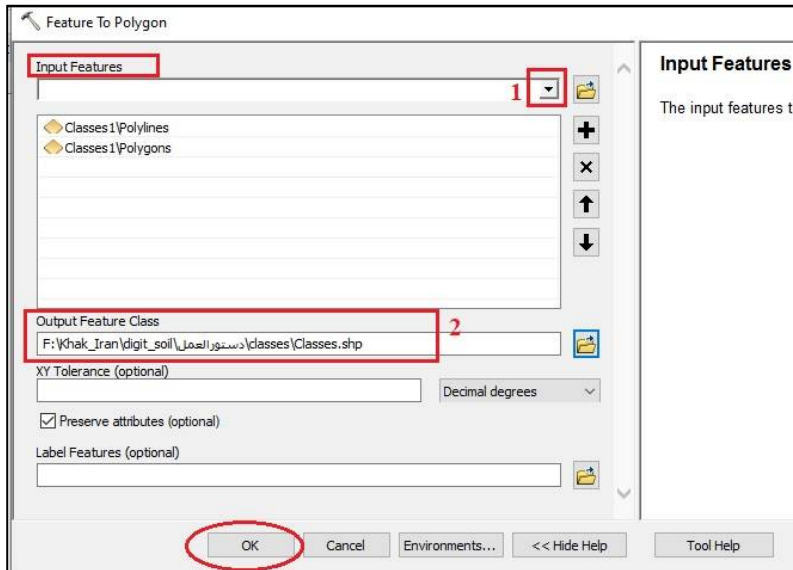 Feature To Polygon
Input Features
1
Classes1\Polylines
Classes1\Polygons
Output Feature Class
2
F:\Khak_Iran\digit_soil\دستورالعمل\classes\Classes.shp
XY Tolerance (optional)
Decimal degrees
Preserve attributes (optional)
Label Features (optional)
OK
Cancel
Environments...
<< Hide Help
Tool Help
Input Features
The input features t